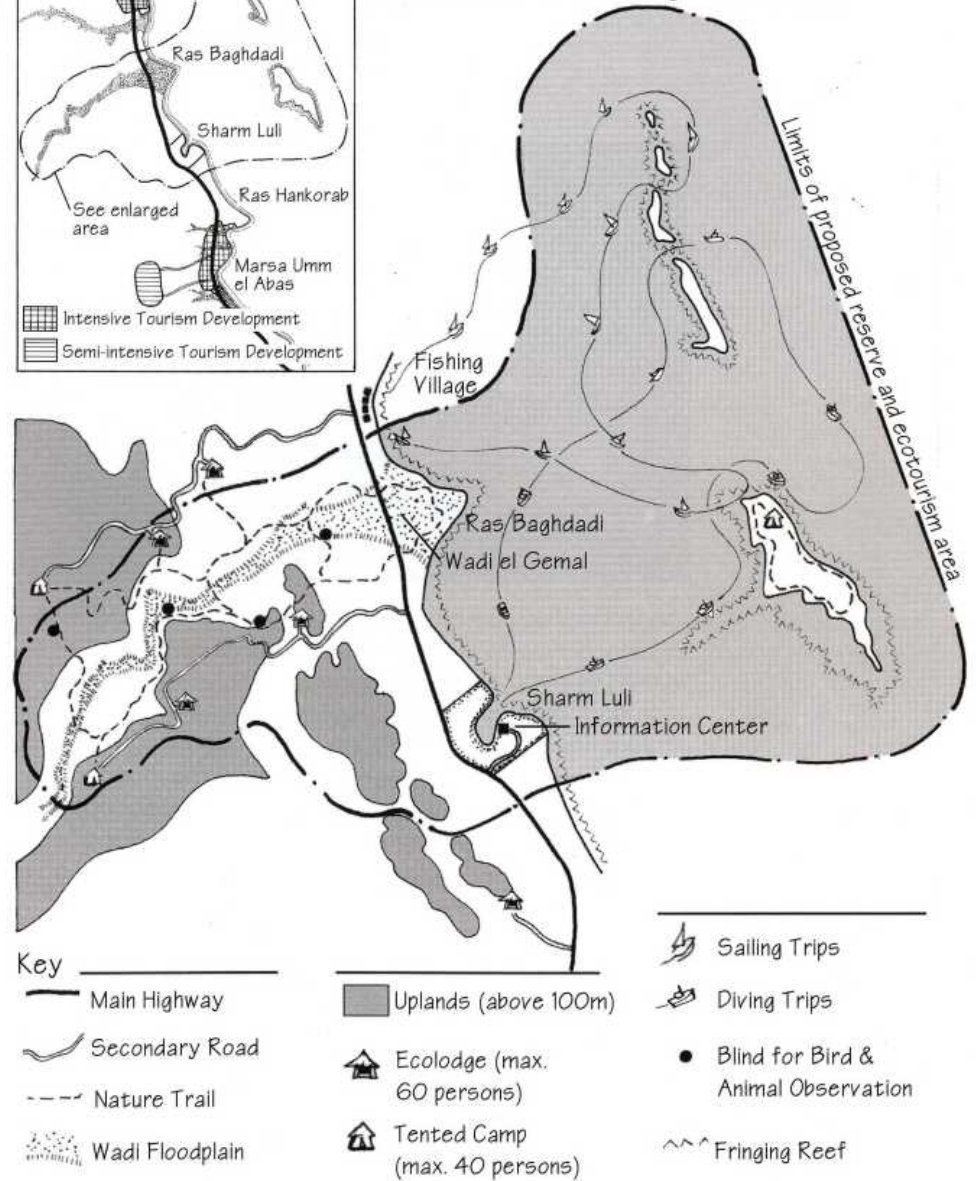 Ras Baghdadi
Sharm Luli
Ras Hankorab
See enlarged
area
Marsa Umm
el Abas
Intensive Tourism Development
Semi-intensive Tourism Development
Limits of proposed reserve and ecotourism area
Fishing
Village
Ras Baghdadi
Wadi el Gemal
Sharm Luli
Information Center
Key
Main Highway
Secondary Road
Nature Trail
Wadi Floodplain
Uplands (above 100m)
Ecolodge (max.
60 persons)
Tented Camp
(max. 40 persons)
Sailing Trips
Diving Trips
Blind for Bird &
Animal Observation
Fringing Reef